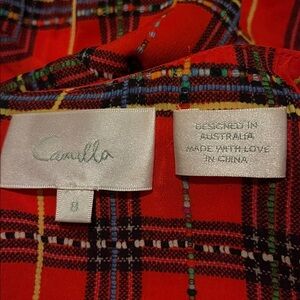 Camilla
8
DESIGNED IN
AUSTRALIA
MADE WITH LOVE
IN CHINA